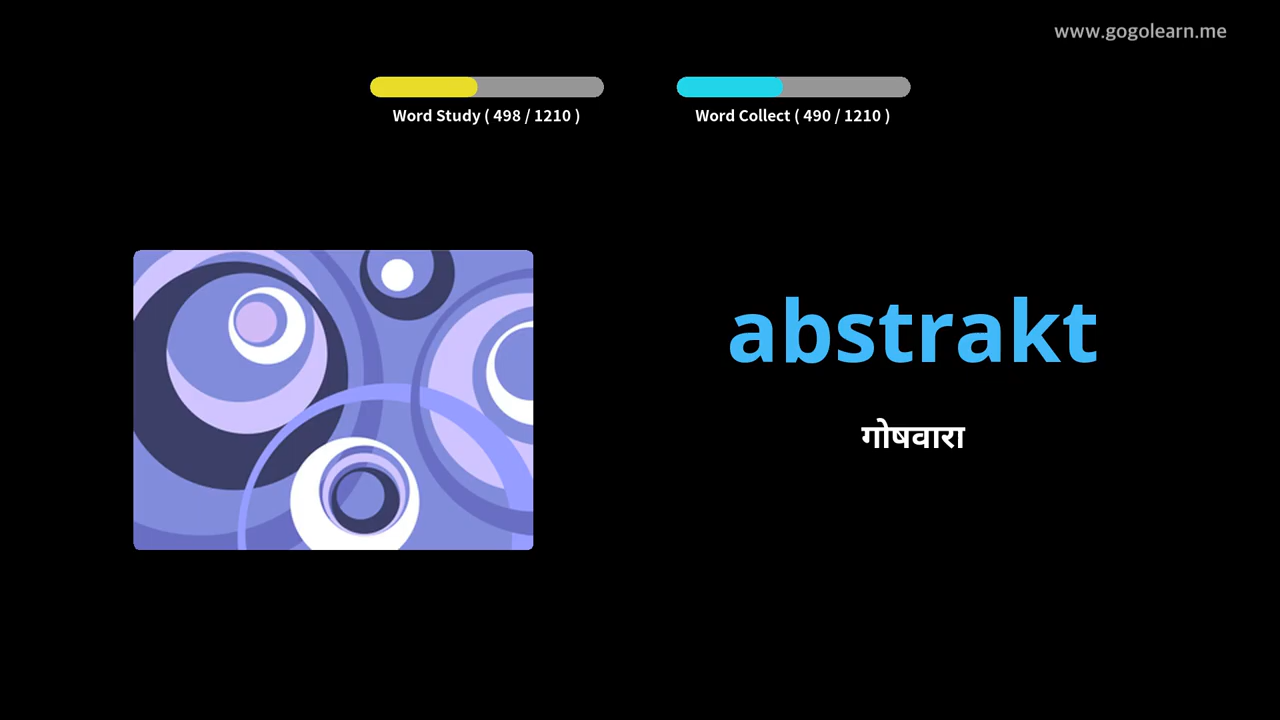 www.gogolearn.me
Word Study ( 498 / 1210 )
Word Collect ( 490 / 1210 )
abstrakt
गोषवारा